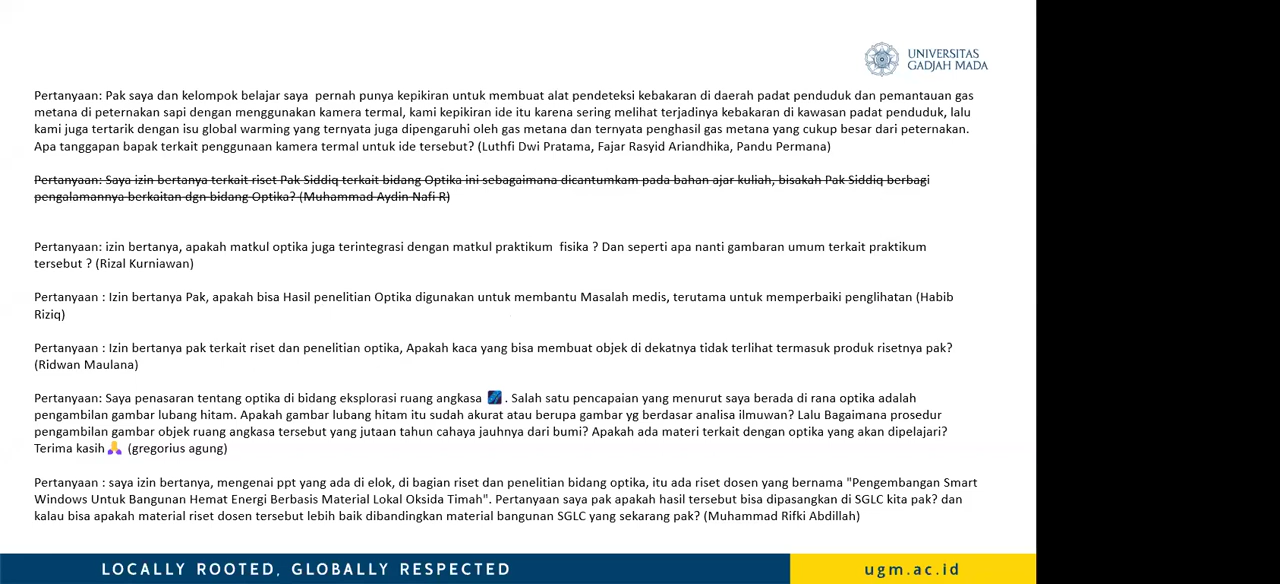 UNIVERSITAS
GADJAH MADA
Pertanyaan: Pak saya dan kelompok belajar saya pernah punya kepikiran untuk membuat alat pendeteksi kebakaran di daerah padat penduduk dan pemantauan gas
metana di peternakan sapi dengan menggunakan kamera termal, kami kepikiran ide itu karena sering melihat terjadinya kebakaran di kawasan padat penduduk, lalu
kami juga tertarik dengan isu global warming yang ternyata juga dipengaruhi oleh gas metana dan ternyata penghasil gas metana yang cukup besar dari peternakan.
Apa tanggapan bapak terkait penggunaan kamera termal untuk ide tersebut? (Luthfi Dwi Pratama, Fajar Rasyid Ariandhika, Pandu Permana)
Pertanyaan: Saya izin bertanya terkait riset Pak Siddiq terkait bidang Optika ini sebagaimana dicantumkam pada bahan ajar kuliah, bisakah Pak Siddiq berbagi
pengalamannya berkaitan dgn bidang Optika? (Muhammad Aydin Nafi R)
Pertanyaan: izin bertanya, apakah matkul optika juga terintegrasi dengan matkul praktikum fisika ? Dan seperti apa nanti gambaran umum terkait praktikum
tersebut ? (Rizal Kurniawan)
Pertanyaan : Izin bertanya Pak, apakah bisa Hasil penelitian Optika digunakan untuk membantu Masalah medis, terutama untuk memperbaiki penglihatan (Habib
Riziq)
Pertanyaan : Izin bertanya pak terkait riset dan penelitian optika, Apakah kaca yang bisa membuat objek di dekatnya tidak terlihat termasuk produk risetnya pak?
(Ridwan Maulana)
Pertanyaan: Saya penasaran tentang optika di bidang eksplorasi ruang angkasa 🌌 . Salah satu pencapaian yang menurut saya berada di rana optika adalah
pengambilan gambar lubang hitam. Apakah gambar lubang hitam itu sudah akurat atau berupa gambar yg berdasar analisa ilmuwan? Lalu Bagaimana prosedur
pengambilan gambar objek ruang angkasa tersebut yang jutaan tahun cahaya jauhnya dari bumi? Apakah ada materi terkait dengan optika yang akan dipelajari?
Terima kasih🙏 (gregorius agung)
Pertanyaan : saya izin bertanya, mengenai ppt yang ada di elok, di bagian riset dan penelitian bidang optika, itu ada riset dosen yang bernama "Pengembangan Smart
Windows Untuk Bangunan Hemat Energi Berbasis Material Lokal Oksida Timah". Pertanyaan saya pak apakah hasil tersebut bisa dipasangkan di SGLC kita pak? dan
kalau bisa apakah material riset dosen tersebut lebih baik dibandingkan material bangunan SGLC yang sekarang pak? (Muhammad Rifki Abdillah)
LOCALLY ROOTED, GLOBALLY RESPECTED
ugm.ac.id